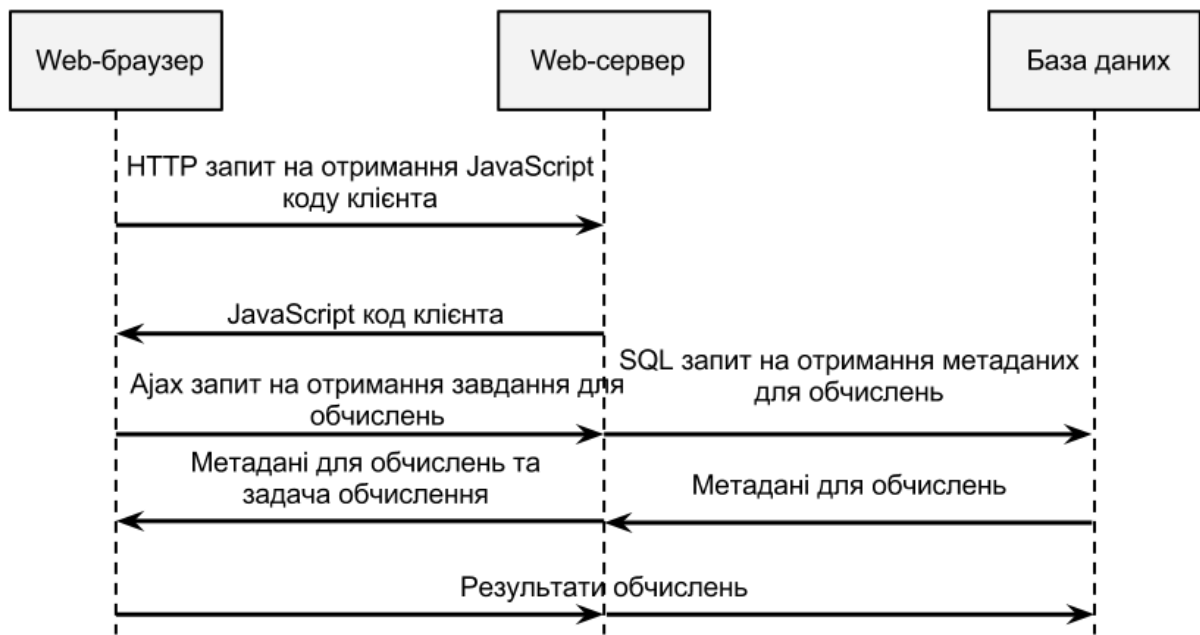 Web-браузер
Web-сервер
База даних
HTTP запит на отримання JavaScript
коду клієнта
JavaScript код клієнта
SQL запит на отримання метаданих
для обчислень
Ajax запит на отримання завдання для
обчислень
Метадані для обчислень та
задача обчислення
Метадані для обчислень
Результати обчислень